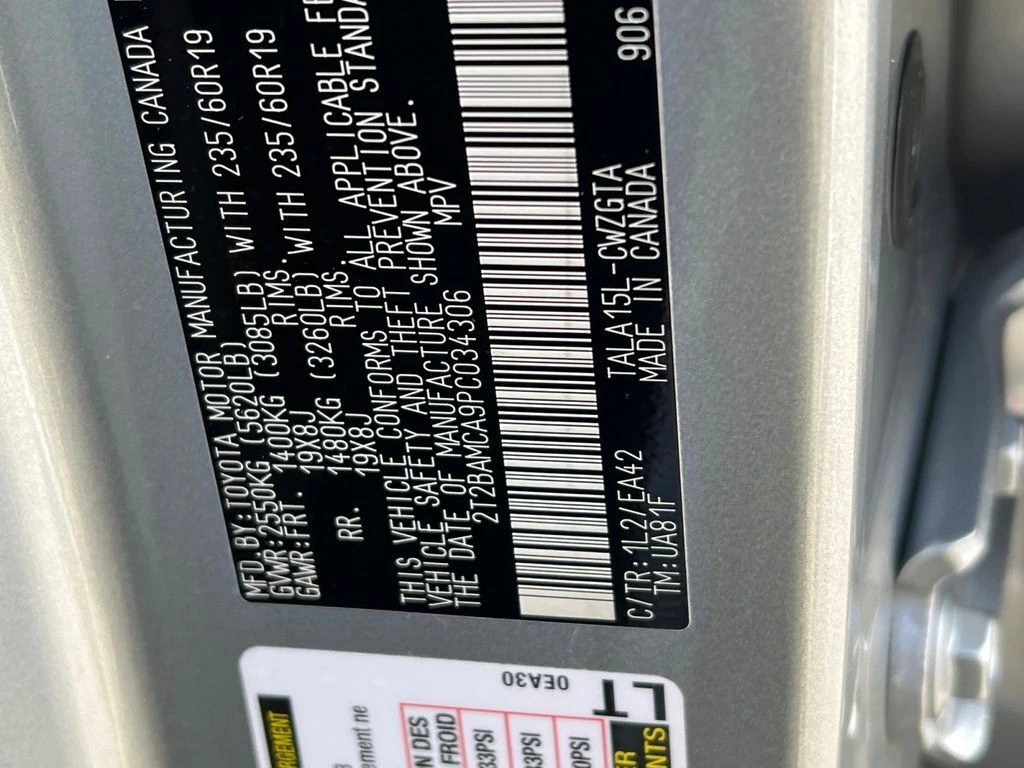 MFD. BY: TOYOTA MOTOR MANUFACTURING CANADA
GVWR: 2550KG (5620LB)
GAWR: FRT. 1400KG (3085LB) WITH 235/60R19
19X8J RIMS
RR. 1480KG (3260LB) WITH 235/60R19
19X8J RIMS.
THIS VEHICLE CONFORMS TO ALL APPLICABLE
VEHICLE SAFETY AND THEFT PREVENTION
THE DATE OF MANUFACTURE SHOWN ABOVE.
2T2BAMCA9PC034306 MPV
C/TR: 1L2/EA42 TALA15L-CWZGTA 906
TM: UA81F MADE IN CANADA
0EA30
ne
DES
FROID
33PSI